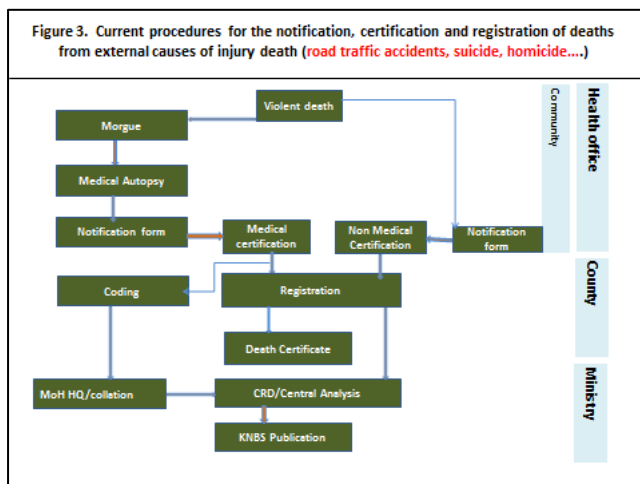 Figure 3. Current procedures for the notification, certification and registration of deaths
from external causes of injury death (road traffic accidents, suicide, homicide….)
Violent death
Morgue
Medical Autopsy
Notification form
Medical
certification
Non Medical
Certification
Notification
form
Coding
Registration
Death Certificate
MoH HQ/collation
CRD/Central Analysis
KNBS Publication
Community
Health office
County
Ministry